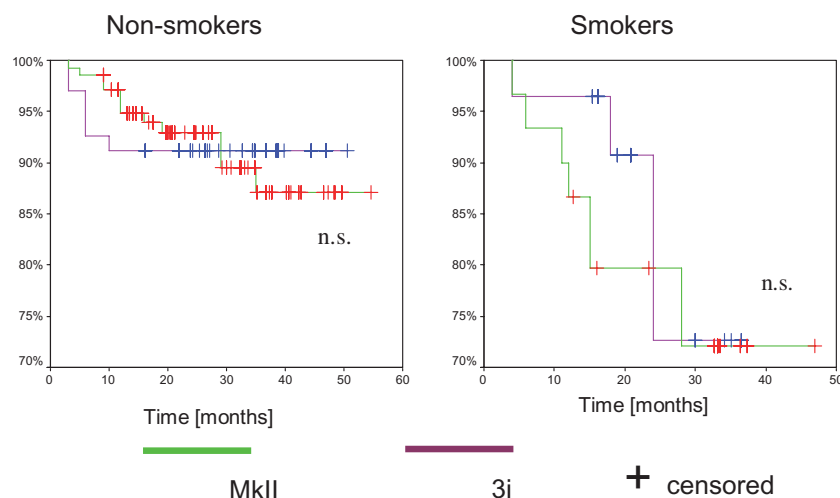 Non-smokers
100%
95%
90%
85%
80%
75%
70%
n.s.
0 10 20 30 40 50 60
Time [months]
Smokers
100%
95%
90%
85%
80%
75%
70%
n.s.
0 10 20 30 40 50
Time [months]
MkII 3i + censored